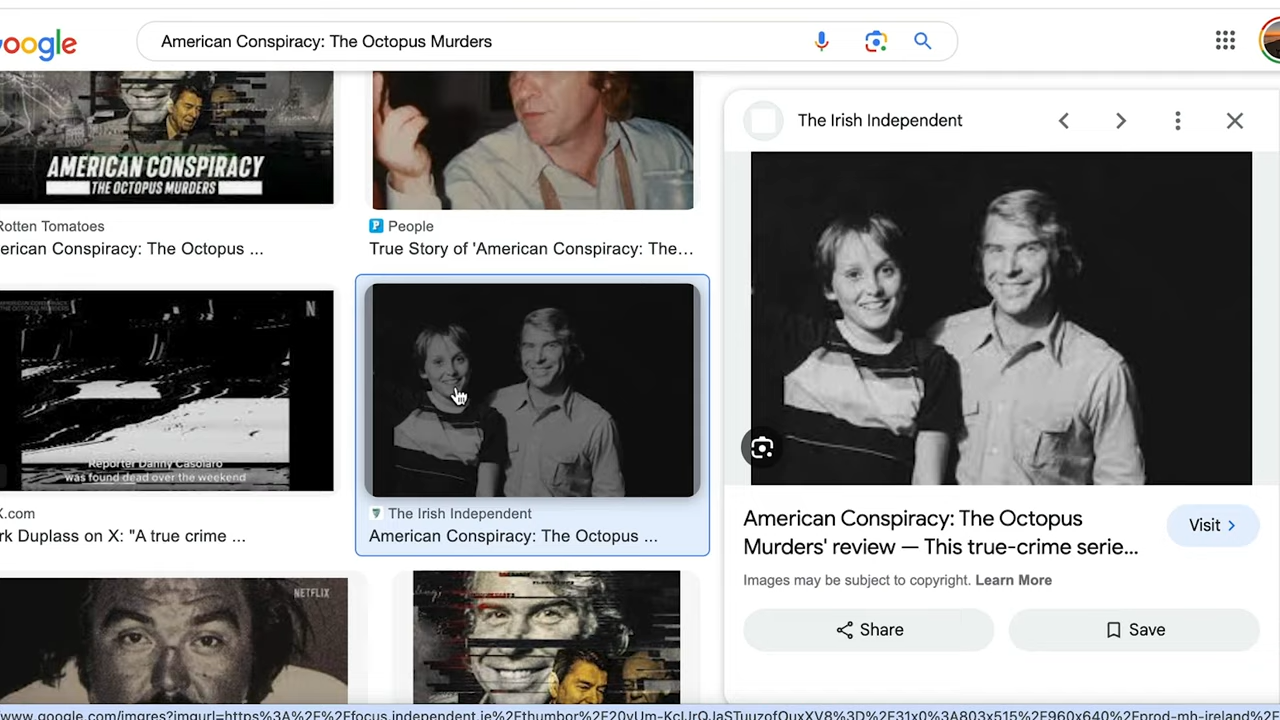 oogle
American Conspiracy: The Octopus Murders
AMERICAN CONSPIRACY
THE OCTOPUS MURDERS
Rotten Tomatoes
erican Conspiracy: The Octopus ...
P People
True Story of 'American Conspiracy: The...
N
Reporter Danny Casolaro
was found dead over the weekend
X.com
rk Duplass on X: "A true crime ...
The Irish Independent
American Conspiracy: The Octopus ...
NETFLIX
The Irish Independent
American Conspiracy: The Octopus
Murders' review — This true-crime serie...
Visit
Images may be subject to copyright. Learn More
Share
Save